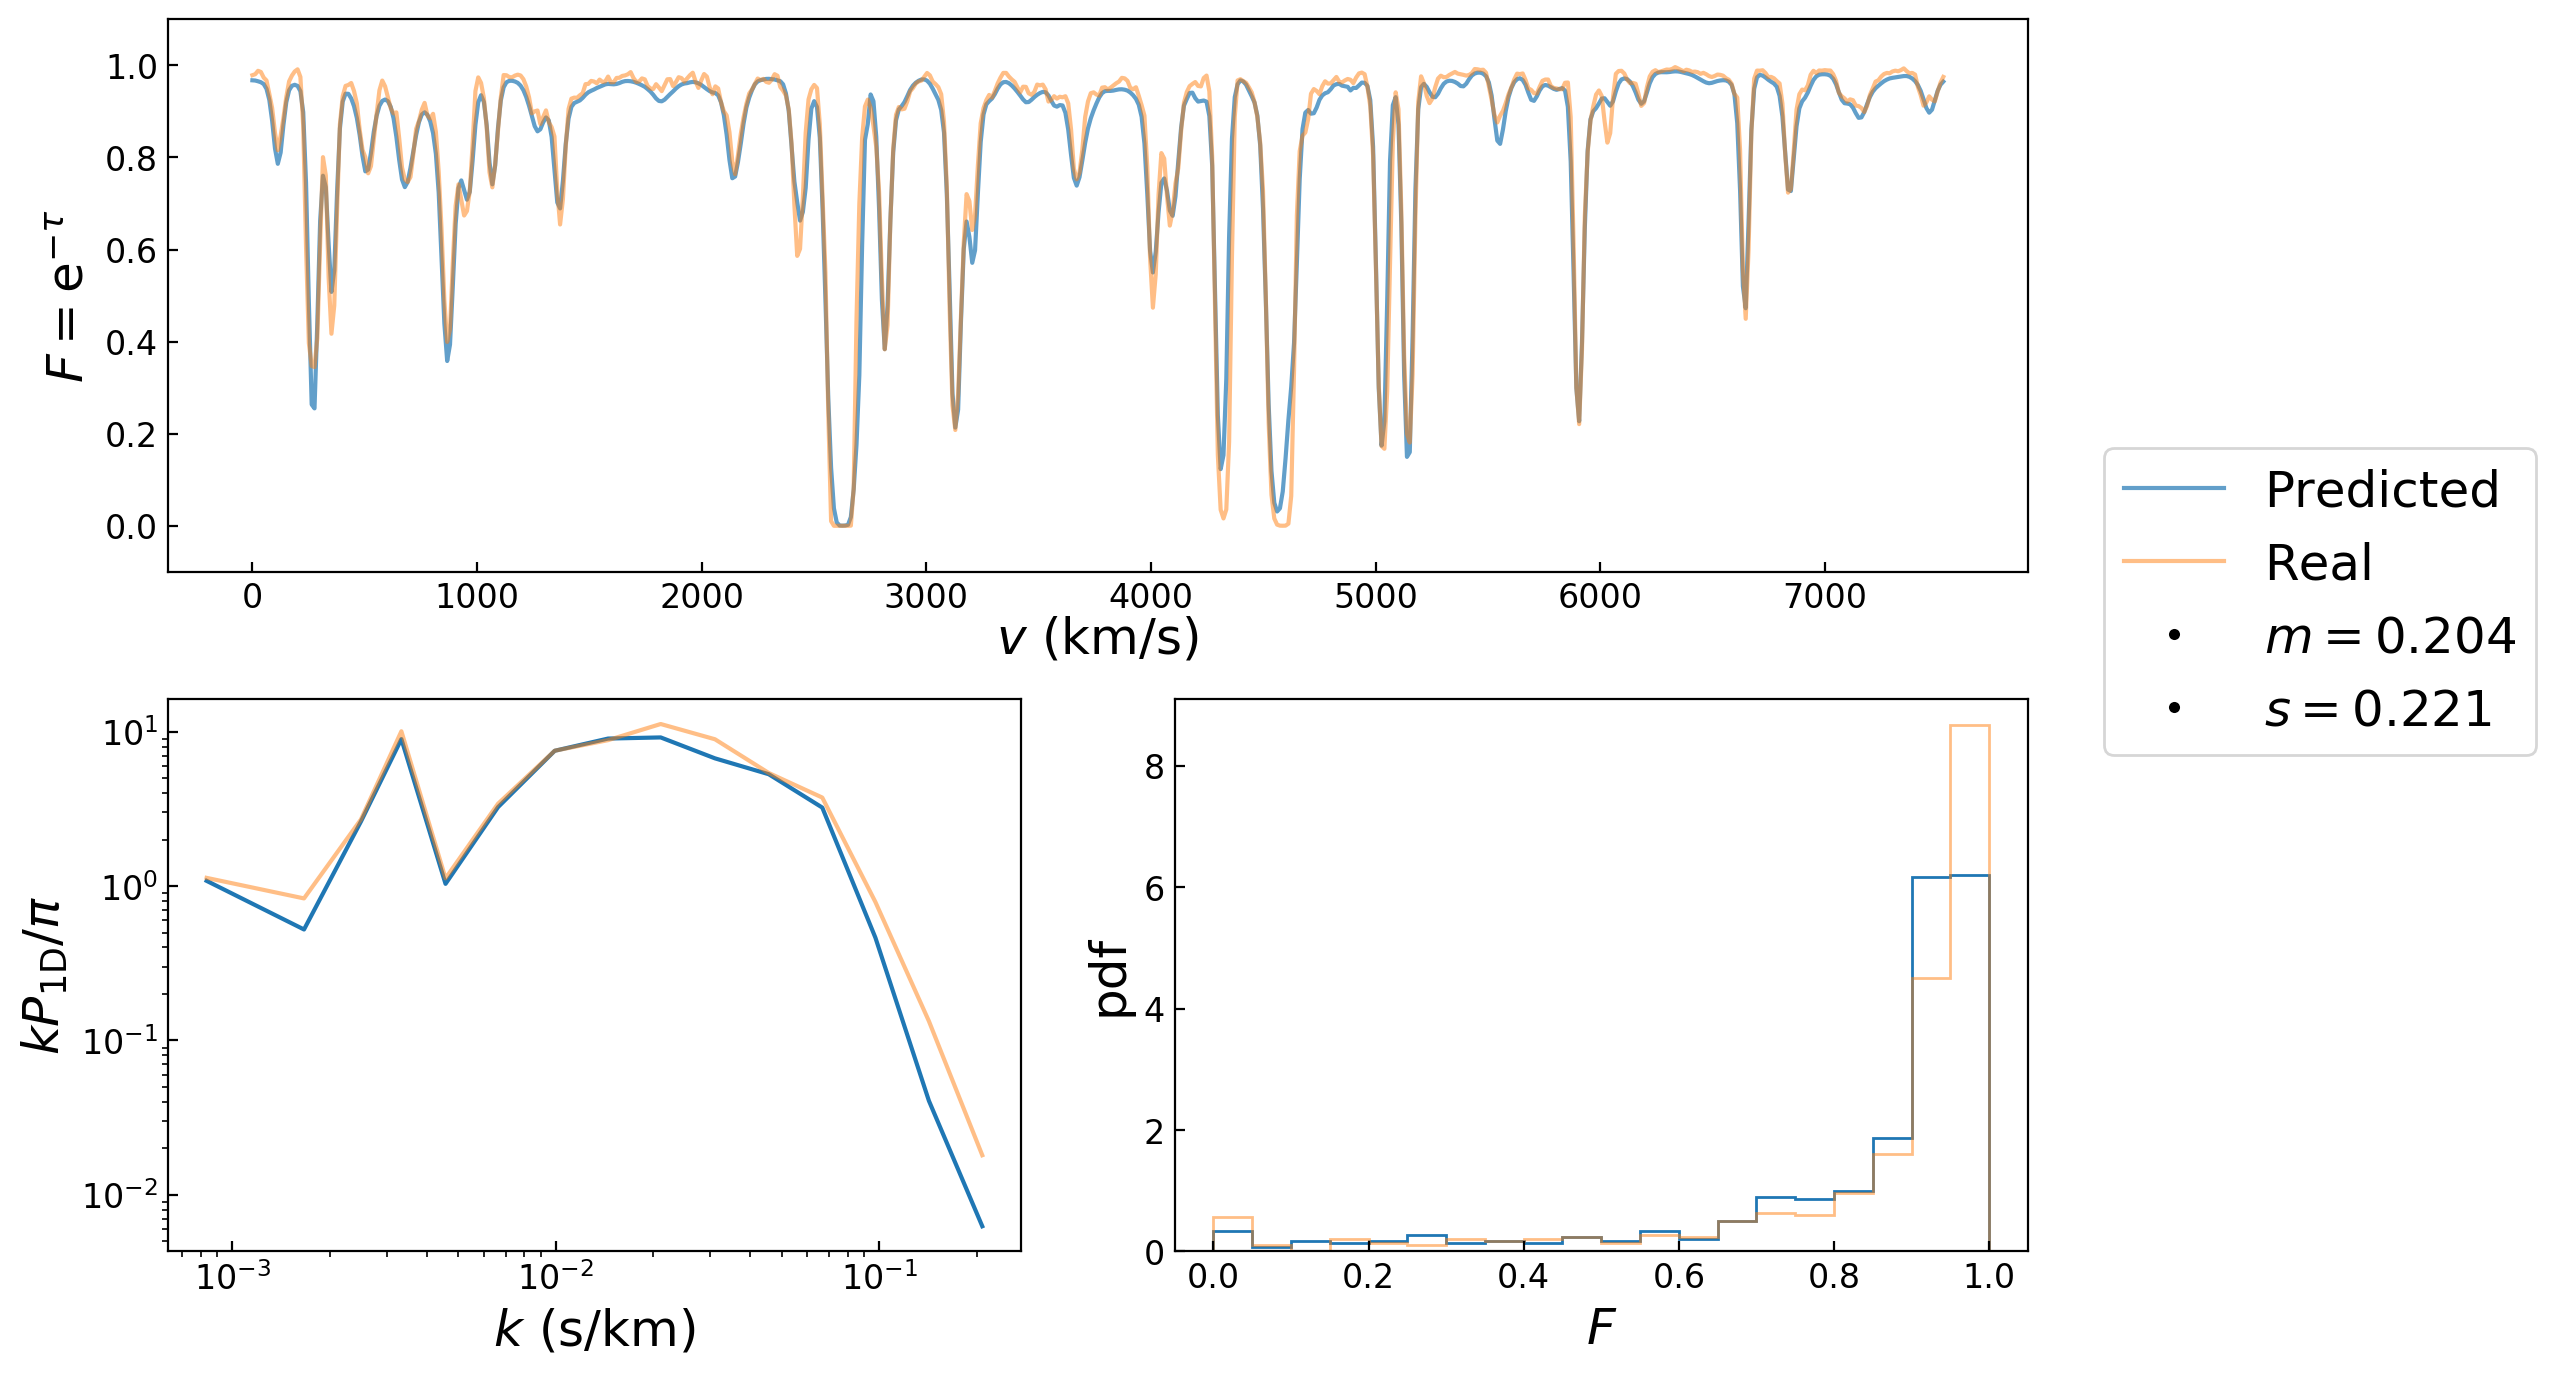 1.0
0.8
0.6
0.4
0.2
0.0
F = e^{−τ}
0 1000 2000 3000 4000 5000 6000 7000
v (km/s)
Predicted
Real
m = 0.204
s = 0.221
10^1
10^0
10^{−1}
10^{−2}
kP_{1D}/π
10^{−3} 10^{−2} 10^{−1}
k (s/km)
8
6
4
2
0
pdf
0.0 0.2 0.4 0.6 0.8 1.0
F